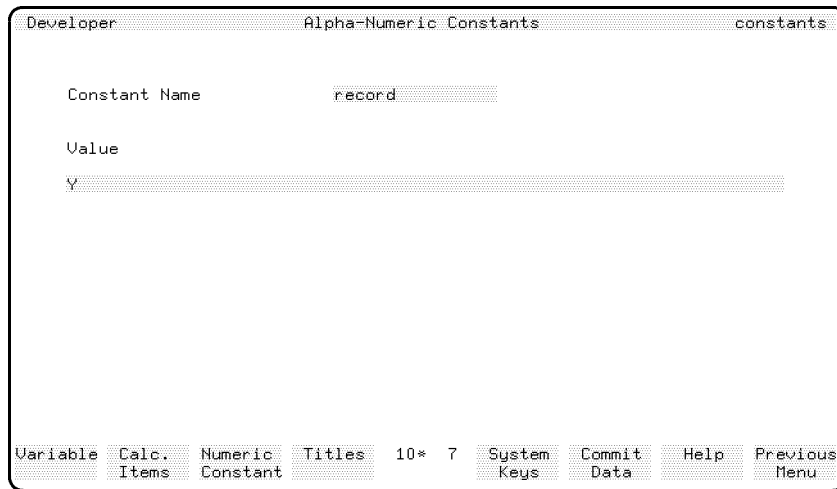 Developer Alpha-Numeric Constants constants
Constant Name record
Value
Y
Variable Calc. Numeric Titles 10* 7 System Commit Help Previous
Items Constant Keys Data Menu